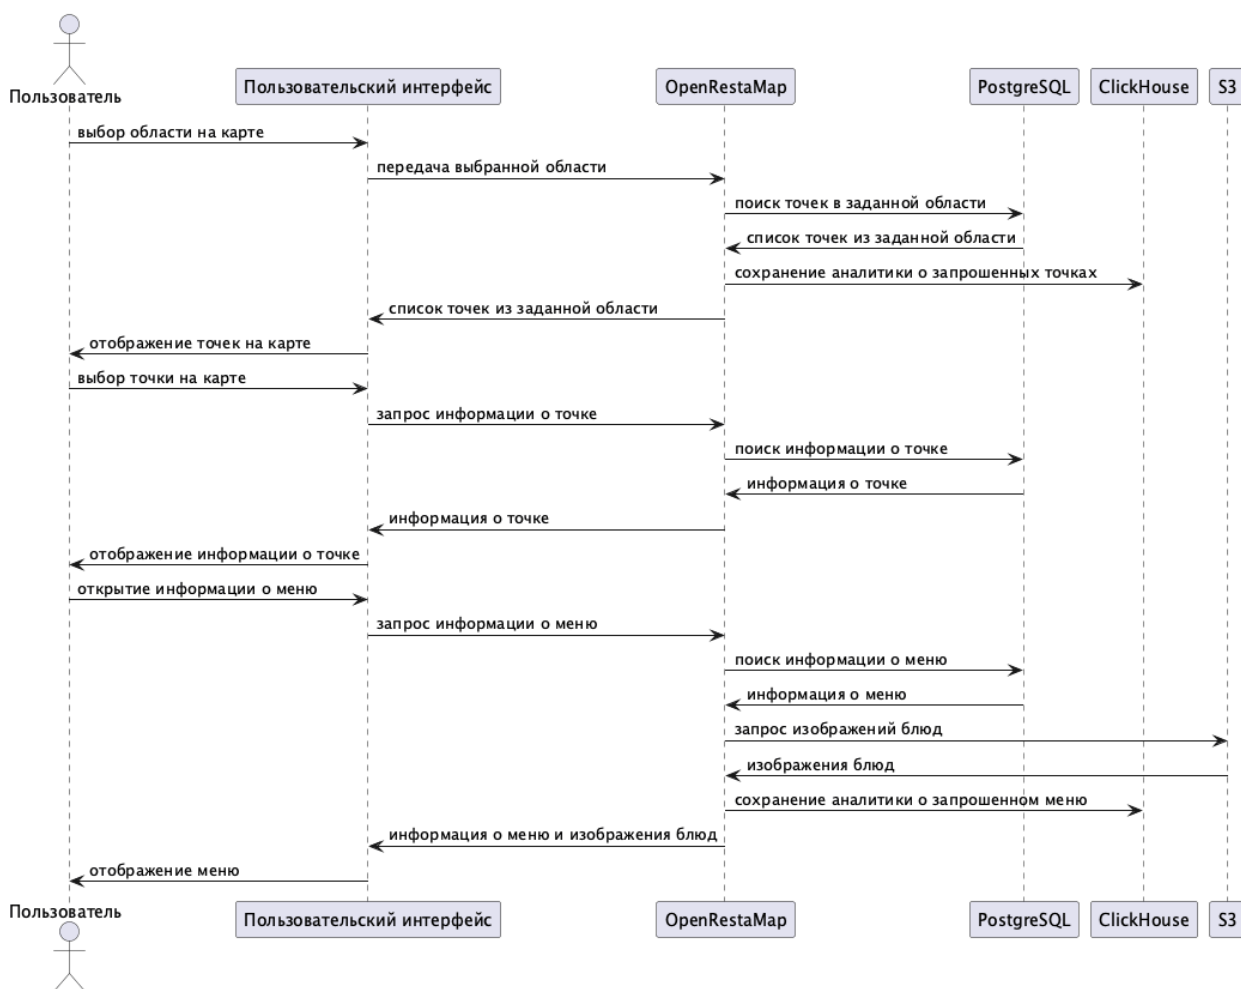 Пользователь
Пользовательский интерфейс
OpenRestaMap
PostgreSQL
ClickHouse
S3
выбор области на карте
передача выбранной области
поиск точек в заданной области
список точек из заданной области
сохранение аналитики о запрошенных точках
список точек из заданной области
отображение точек на карте
выбор точки на карте
запрос информации о точке
поиск информации о точке
информация о точке
информация о точке
отображение информации о точке
открытие информации о меню
запрос информации о меню
поиск информации о меню
информация о меню
запрос изображений блюд
изображения блюд
сохранение аналитики о запрошенном меню
информация о меню и изображения блюд
отображение меню
Пользователь
Пользовательский интерфейс
OpenRestaMap
PostgreSQL
ClickHouse
S3